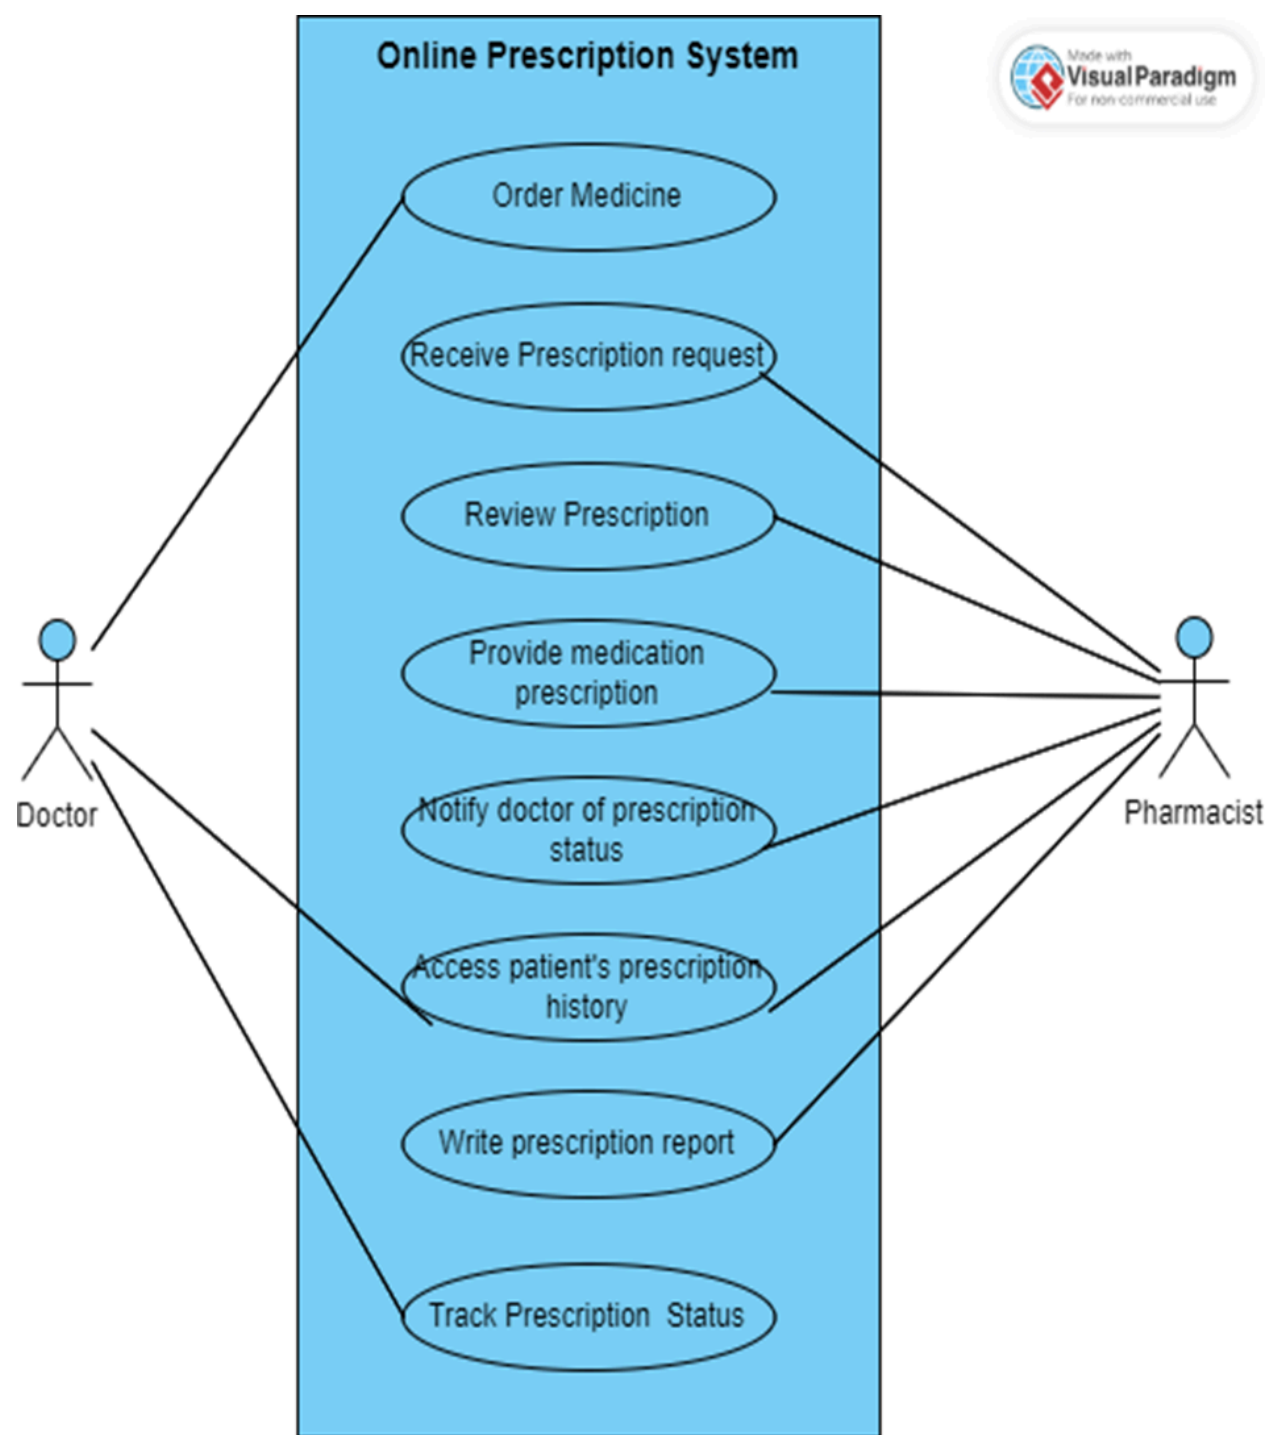 Online Prescription System
Made with
Visual Paradigm
For non-commercial use
Order Medicine
Receive Prescription request
Review Prescription
Provide medication
prescription
Notify doctor of prescription
status
Access patient's prescription
history
Write prescription report
Track Prescription  Status
Doctor
Pharmacist